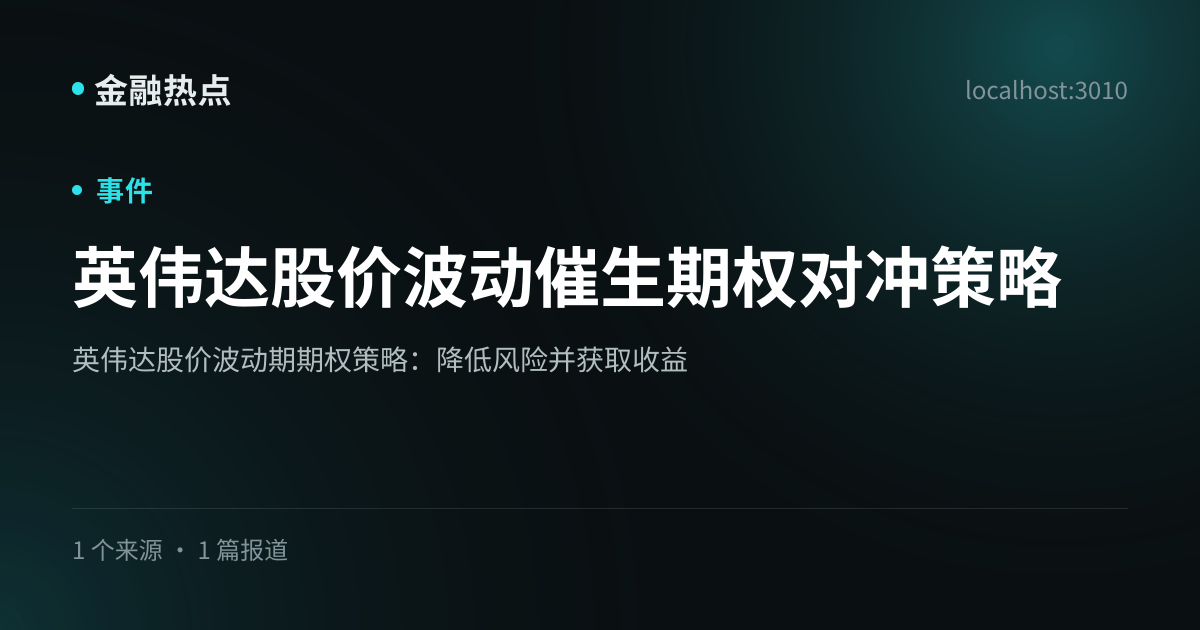 金融热点
localhost:3010
事件
英伟达股价波动催生期权对冲策略
英伟达股价波动期期权策略：降低风险并获取收益
1 个来源 · 1 篇报道